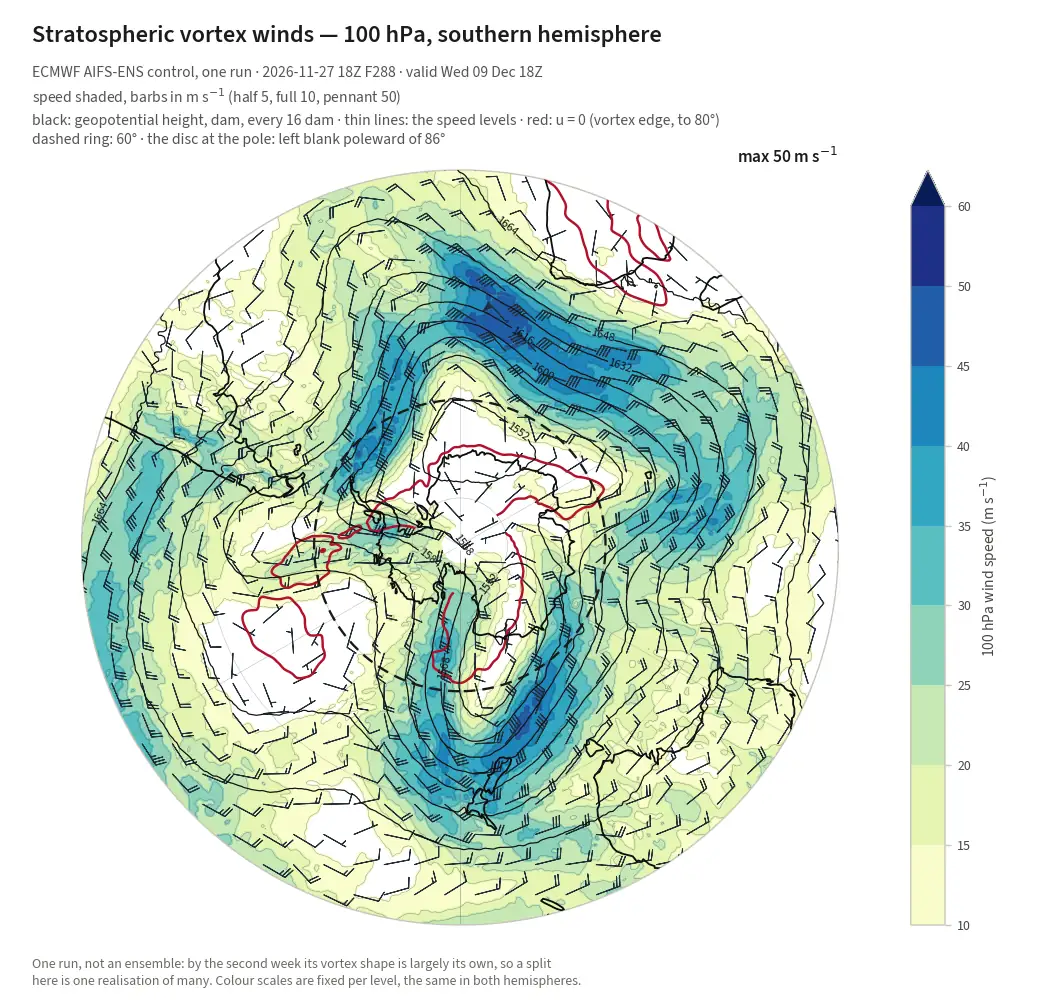 Stratospheric vortex winds — 100 hPa, southern hemisphere
ECMWF AIFS-ENS control, one run · 2026-11-27 18Z F288 · valid Wed 09 Dec 18Z
speed shaded, barbs in m s⁻¹ (half 5, full 10, pennant 50)
black: geopotential height, dam, every 16 dam · thin lines: the speed levels · red: u = 0 (vortex edge, to 80°)
dashed ring: 60° · the disc at the pole: left blank poleward of 86°
max 50 m s⁻¹
1664
1616
1648
1632
1600
1552
1664
1568
60
50
45
40
35
30
25
20
15
10
100 hPa wind speed (m s⁻¹)
One run, not an ensemble: by the second week its vortex shape is largely its own, so a split
here is one realisation of many. Colour scales are fixed per level, the same in both hemispheres.